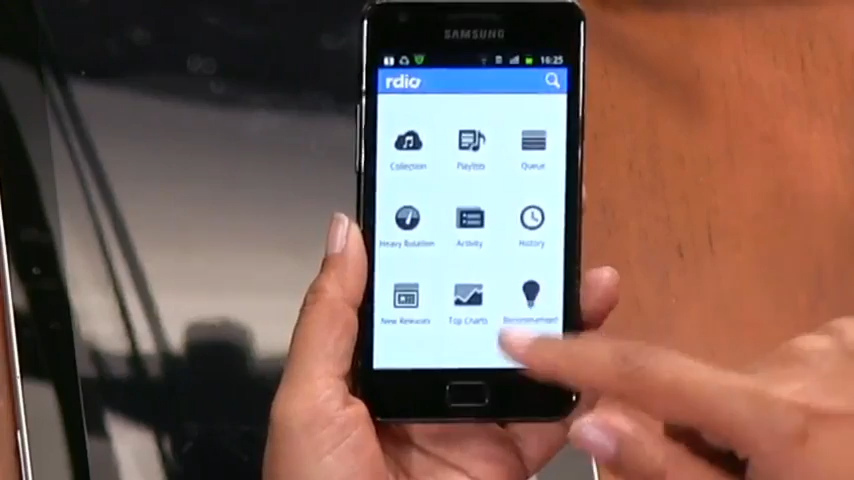 SAMSUNG
16:25
rdio
Collection Playlists Queue
Heavy Rotation Activity History
New Releases Top Charts